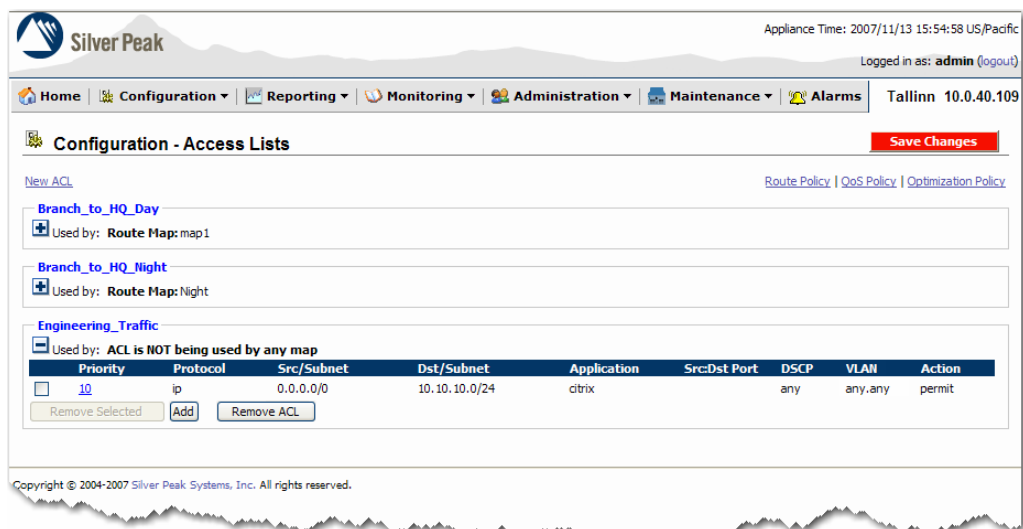 Silver Peak
Appliance Time: 2007/11/13 15:54:58 US/Pacific
Logged in as: admin (logout)
Home | Configuration | Reporting | Monitoring | Administration | Maintenance | Alarms Tallinn 10.0.40.109
Configuration - Access Lists
Save Changes
New ACL
Route Policy | QoS Policy | Optimization Policy
Branch_to_HQ_Day
Used by: Route Map: map1
Branch_to_HQ_Night
Used by: Route Map: Night
Engineering_Traffic
Used by: ACL is NOT being used by any map
Priority Protocol Src/Subnet Dst/Subnet Application Src:Dst Port DSCP VLAN Action
10 ip 0.0.0.0/0 10.10.10.0/24 citrix any any.any permit
Remove Selected Add Remove ACL
Copyright © 2004-2007 Silver Peak Systems, Inc. All rights reserved.